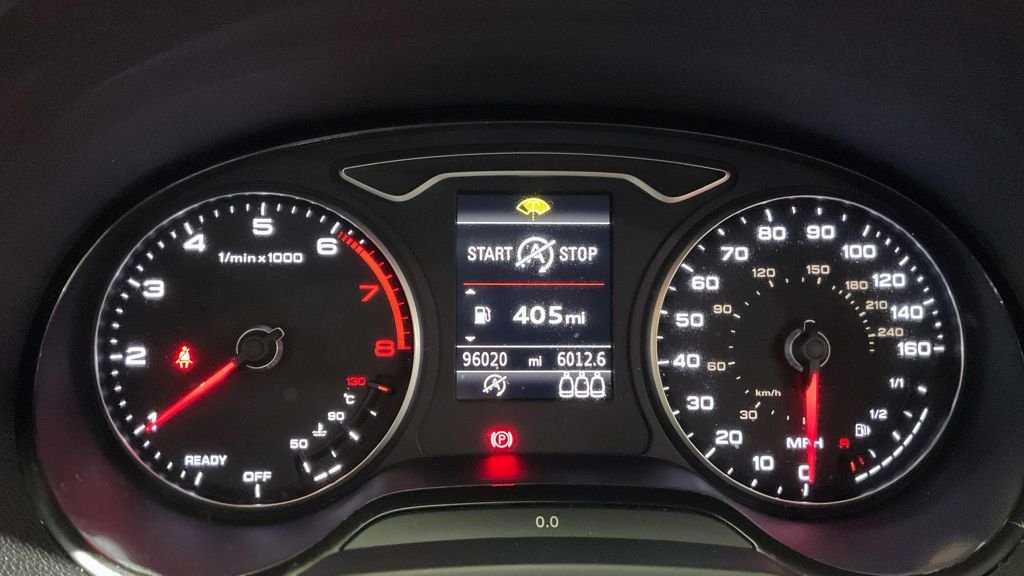 5
4
6
1/min x 1000
3
7
2
8
130
°C
1
90
50
READY
OFF
START A STOP
405 mi
96020 mi 6012.6
A
(P)
0.0
80 90
70 100
60 120
50 140
40 160
30
20
10
0
MPH
120 150 180
90 210
60 240
30
km/h
1/1
1/2
R